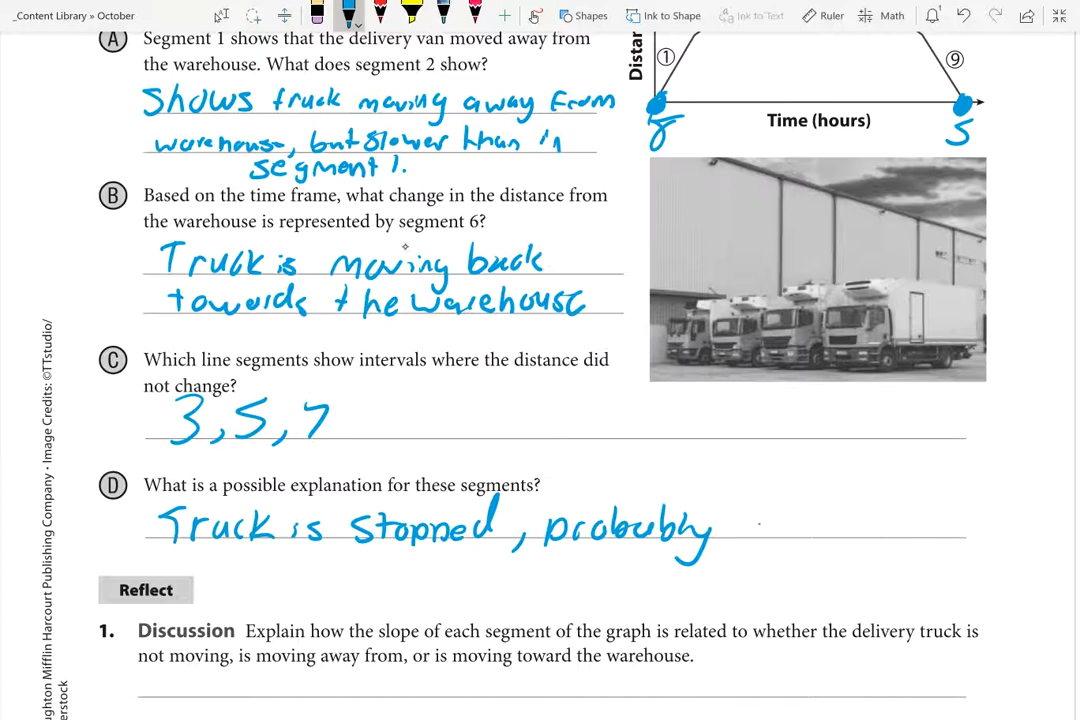 _Content Library » October
Shapes
Ink to Shape
Ink to Text
Ruler
Math
A Segment 1 shows that the delivery van moved away from
the warehouse. What does segment 2 show?
Shows truck moving away from
warehouse, but slower than in
segment 1.
Distan
1
9
Time (hours)
8
5
B Based on the time frame, what change in the distance from
the warehouse is represented by segment 6?
Truck is moving back
towards the warehouse
C Which line segments show intervals where the distance did
not change?
3, 5, 7
D What is a possible explanation for these segments?
Truck is stopped, probably
Reflect
1. Discussion Explain how the slope of each segment of the graph is related to whether the delivery truck is
not moving, is moving away from, or is moving toward the warehouse.
ughton Mifflin Harcourt Publishing Company • Image Credits: ©TTstudio/
erstock